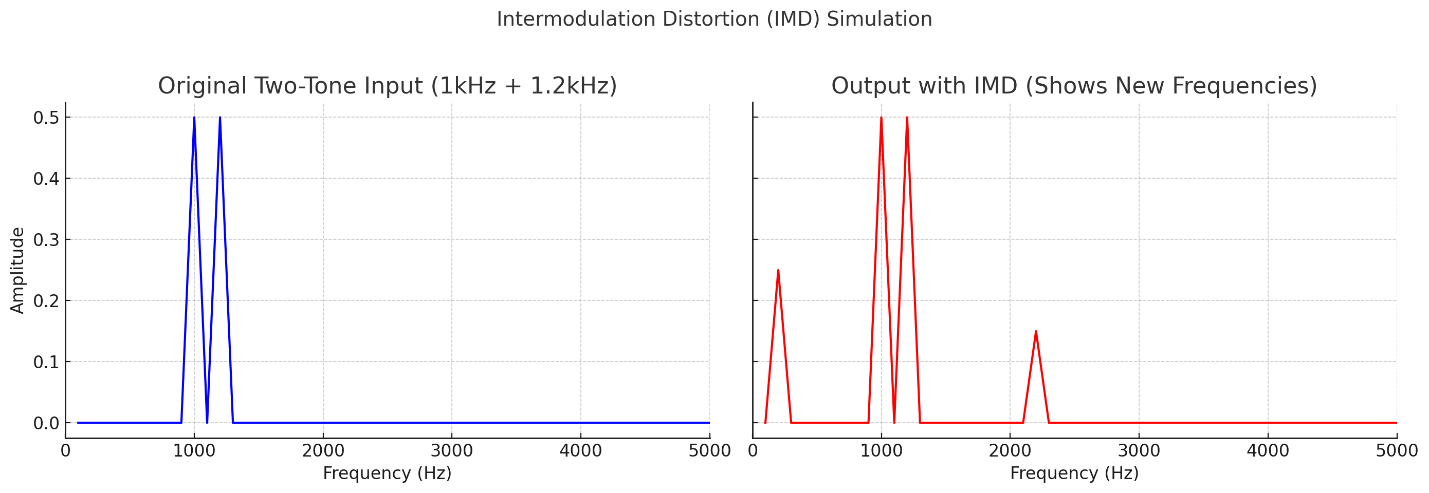 Intermodulation Distortion (IMD) Simulation
Original Two-Tone Input (1kHz + 1.2kHz)
0.5
0.4
0.3
0.2
0.1
0.0
Amplitude
0 1000 2000 3000 4000 5000
Frequency (Hz)
Output with IMD (Shows New Frequencies)
0 1000 2000 3000 4000 5000
Frequency (Hz)